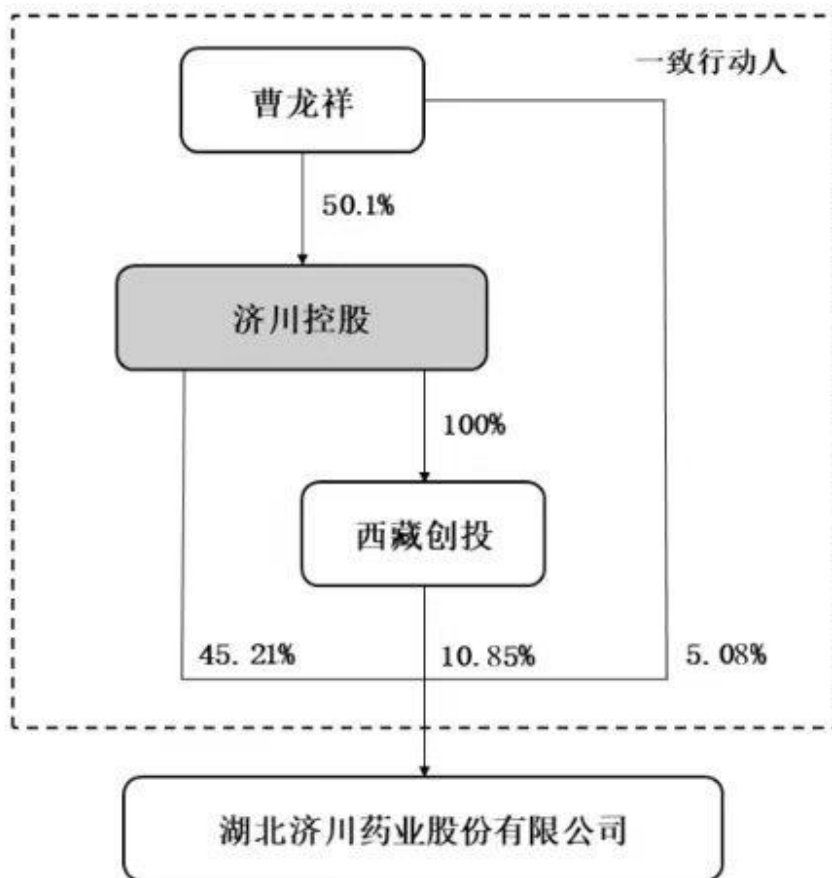 一致行动人
曹龙祥
50.1%
济川控股
100%
西藏创投
45.21%
10.85%
5.08%
湖北济川药业股份有限公司